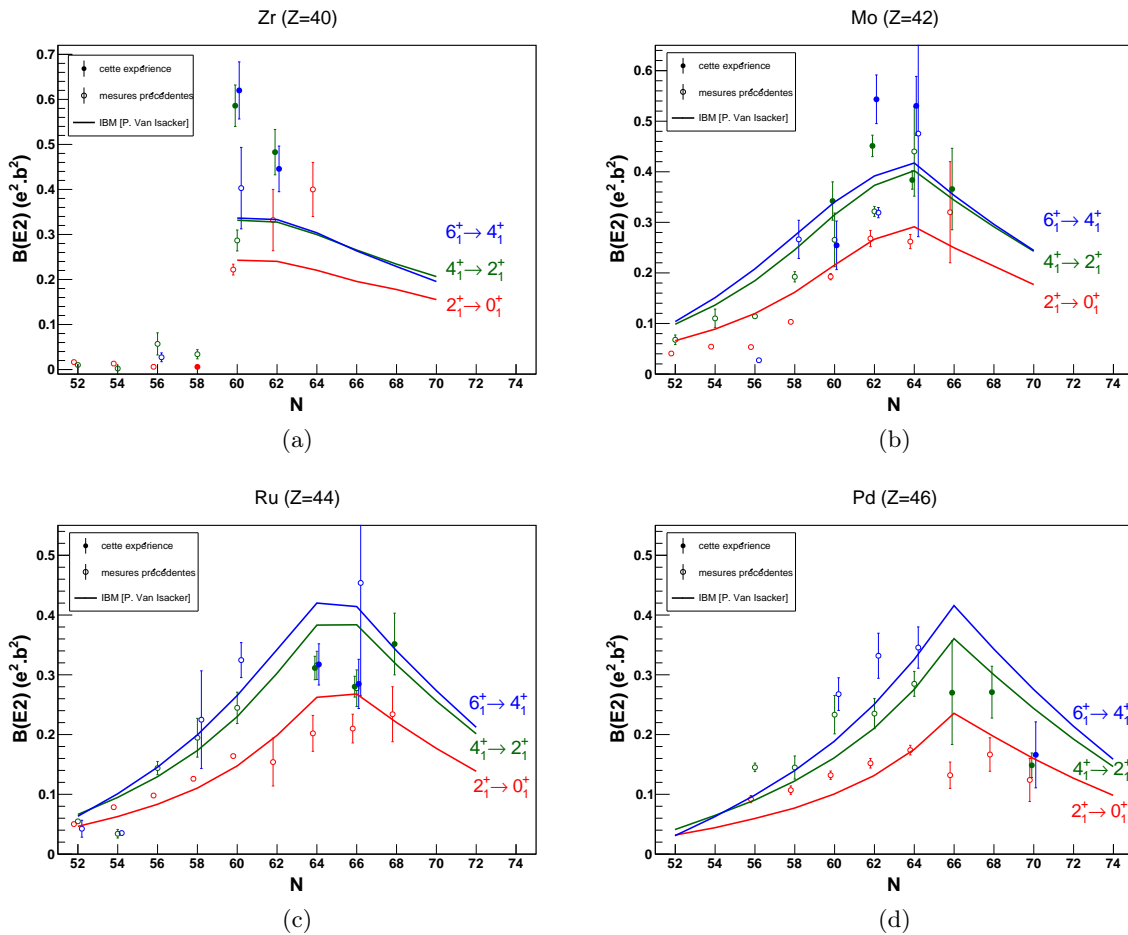 Zr (Z=40)
B(E2) (e².b²)
0.7
0.6
0.5
0.4
0.3
0.2
0.1
0
cette expérience
mesures précédentes
IBM [P. Van Isacker]
6₁⁺→ 4₁⁺
4₁⁺→ 2₁⁺
2₁⁺→ 0₁⁺
52 54 56 58 60 62 64 66 68 70 72 74
N
(a)
Mo (Z=42)
B(E2) (e².b²)
0.6
0.5
0.4
0.3
0.2
0.1
0
cette expérience
mesures précédentes
IBM [P. Van Isacker]
6₁⁺→ 4₁⁺
4₁⁺→ 2₁⁺
2₁⁺→ 0₁⁺
52 54 56 58 60 62 64 66 68 70 72 74
N
(b)
Ru (Z=44)
B(E2) (e².b²)
0.5
0.4
0.3
0.2
0.1
0
cette expérience
mesures précédentes
IBM [P. Van Isacker]
6₁⁺→ 4₁⁺
4₁⁺→ 2₁⁺
2₁⁺→ 0₁⁺
52 54 56 58 60 62 64 66 68 70 72 74
N
(c)
Pd (Z=46)
B(E2) (e².b²)
0.5
0.4
0.3
0.2
0.1
0
cette expérience
mesures précédentes
IBM [P. Van Isacker]
6₁⁺→ 4₁⁺
4₁⁺→ 2₁⁺
2₁⁺→ 0₁⁺
52 54 56 58 60 62 64 66 68 70 72 74
N
(d)